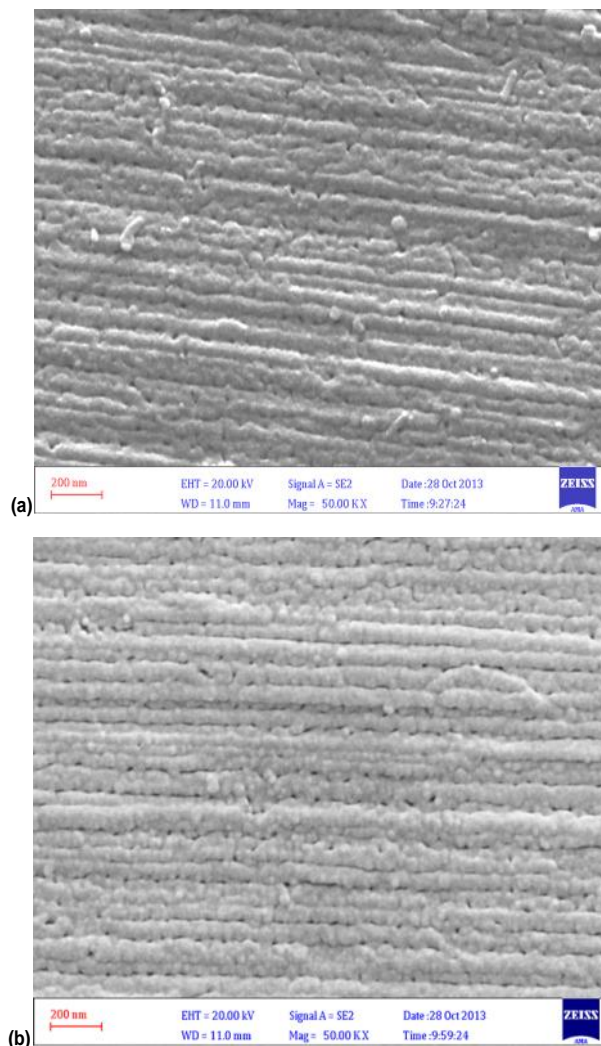 200 nm EHT = 20.00 kV Signal A = SE2 Date :28 Oct 2013 ZEISS
(a) WD = 11.0 mm Mag = 50.00 K X Time :9:27:24
200 nm EHT = 20.00 kV Signal A = SE2 Date :28 Oct 2013 ZEISS
(b) WD = 11.0 mm Mag = 50.00 K X Time :9:59:24